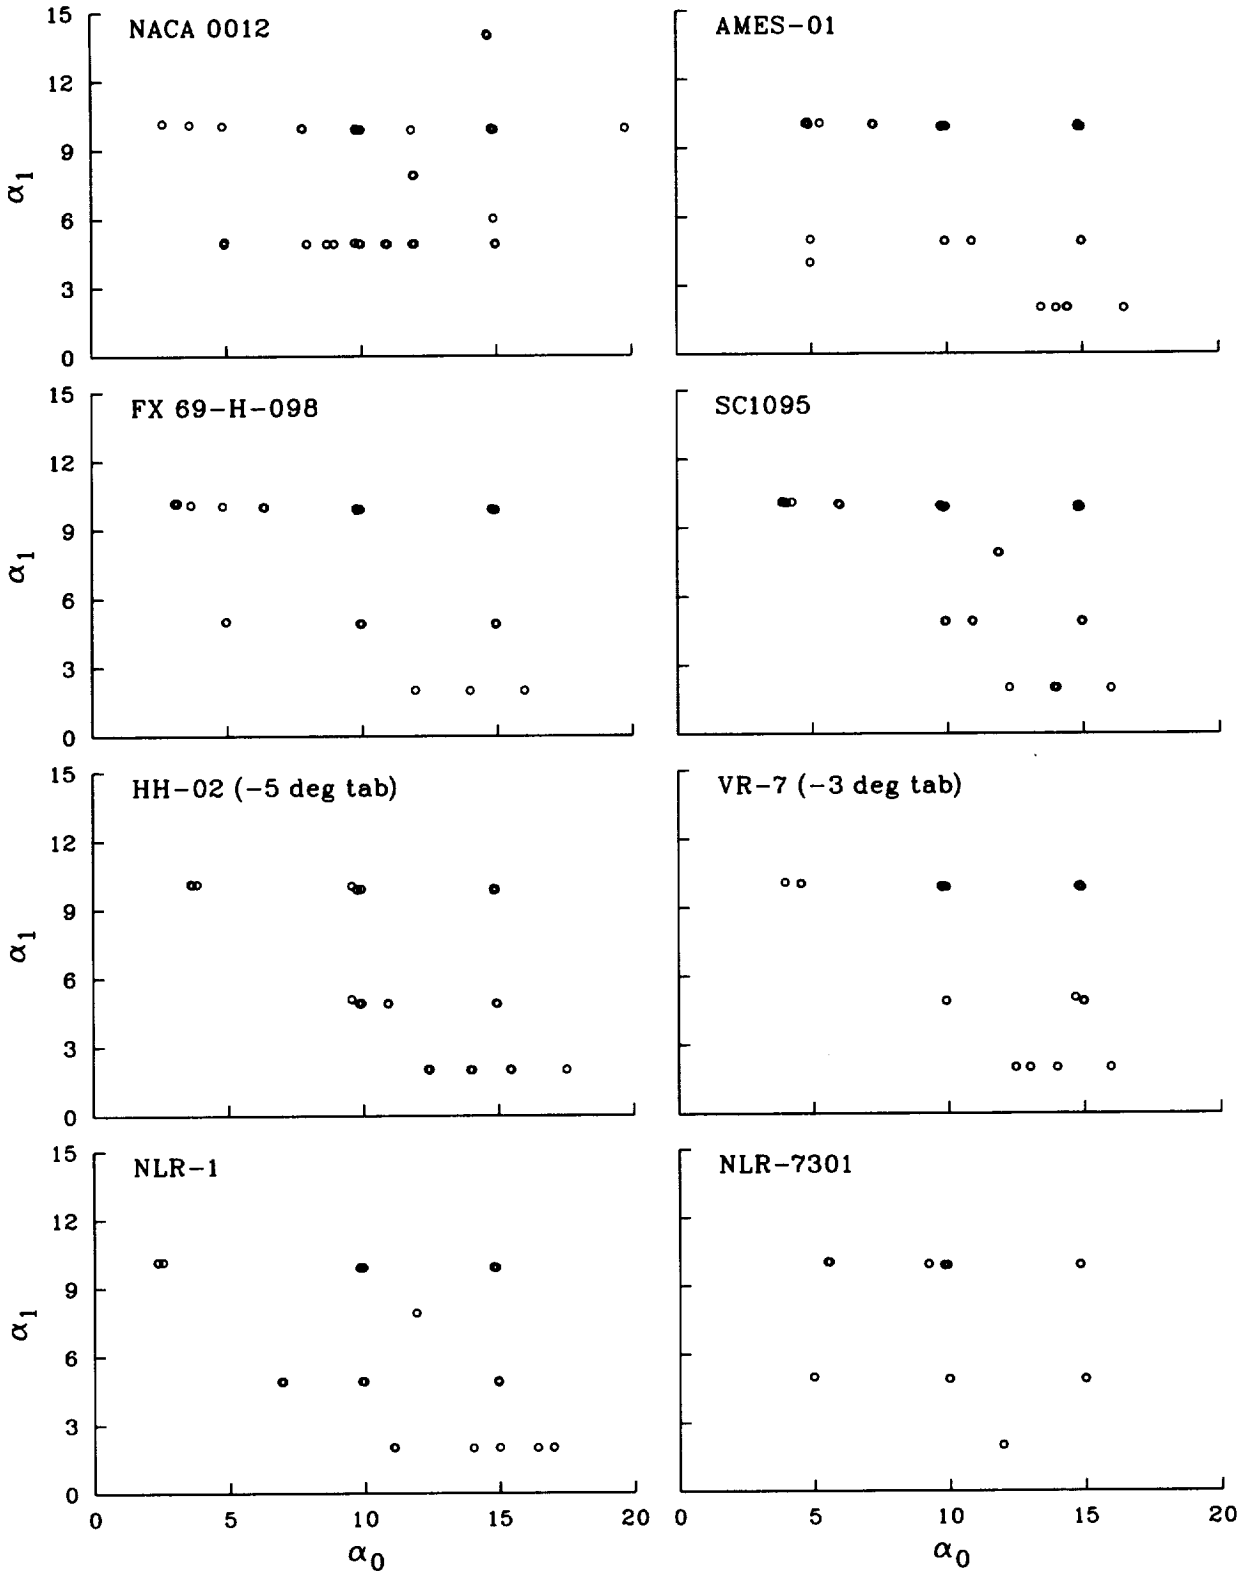 NACA 0012
AMES-01
15
12
9
6
3
0
α1
FX 69-H-098
SC1095
15
12
9
6
3
0
α1
HH-02 (-5 deg tab)
VR-7 (-3 deg tab)
15
12
9
6
3
0
α1
NLR-1
NLR-7301
15
12
9
6
3
0
α1
0 5 10 15 20
0 5 10 15 20
α0
α0